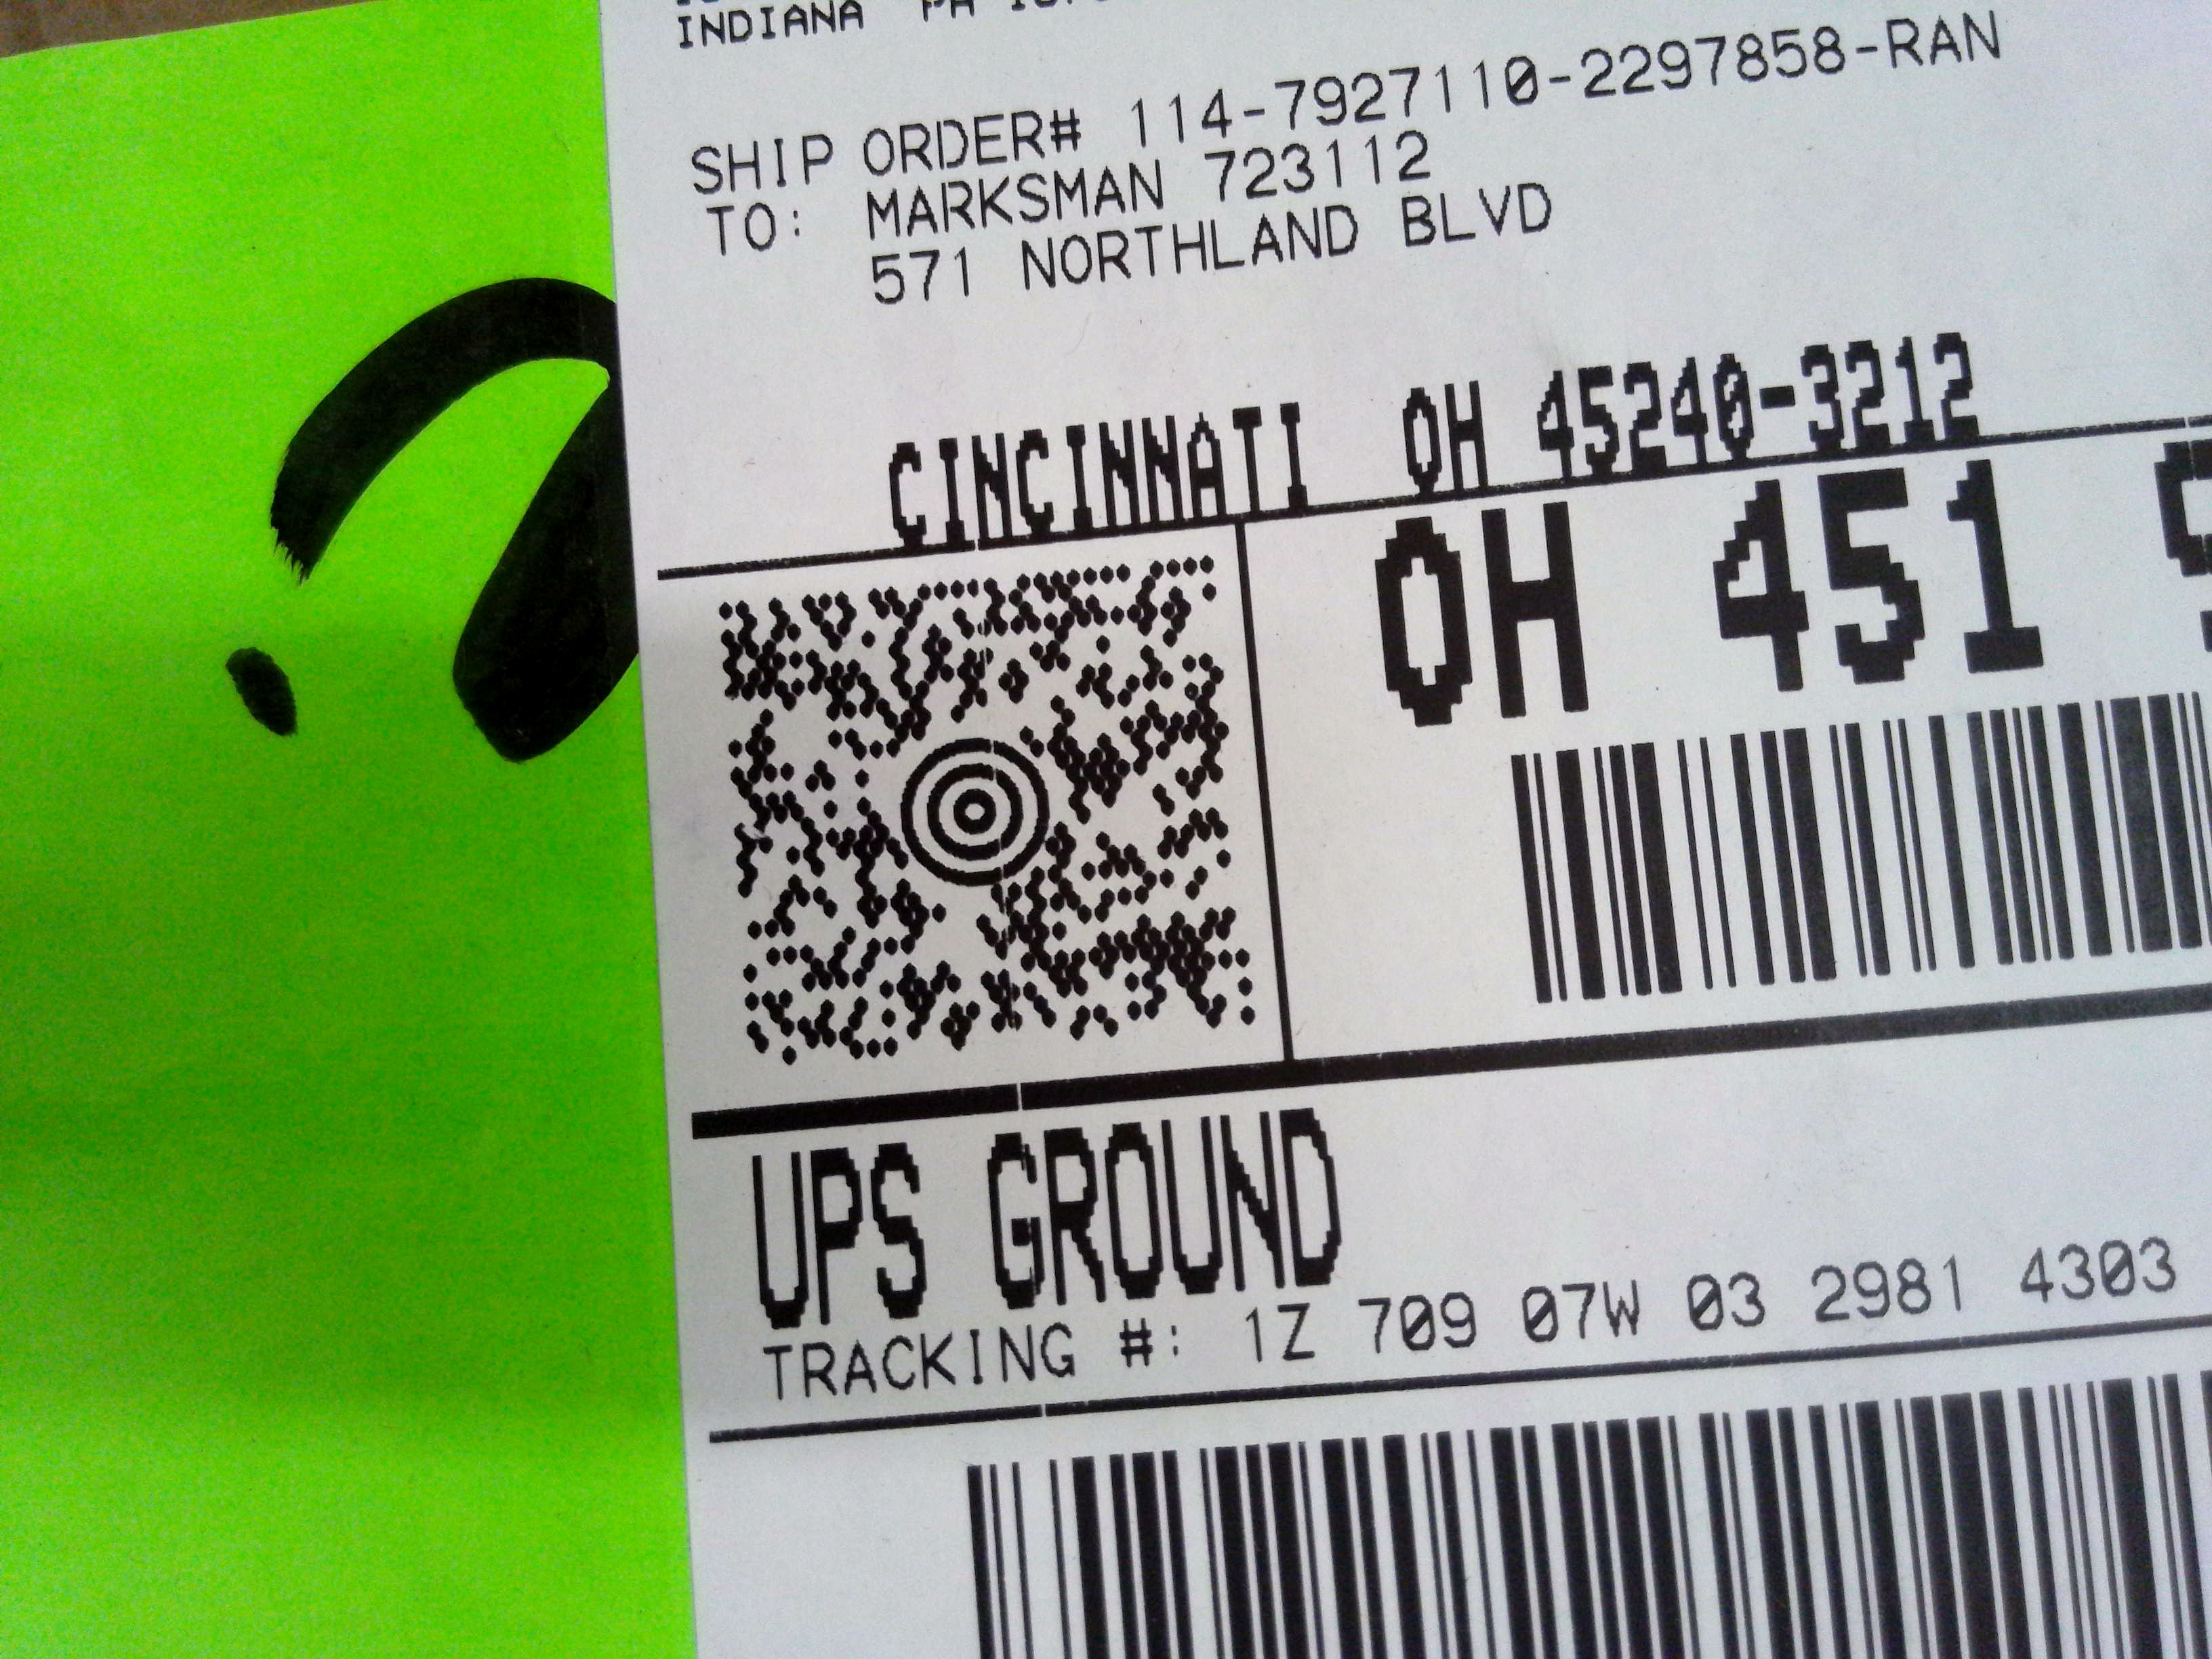 INDIANA PA
SHIP ORDER# 114-7927110-2297858-RAN
TO: MARKSMAN 723112
571 NORTHLAND BLVD
CINCINNATI OH 45240-3212
OH 451
UPS GROUND
TRACKING #: 1Z 709 07W 03 2981 4303